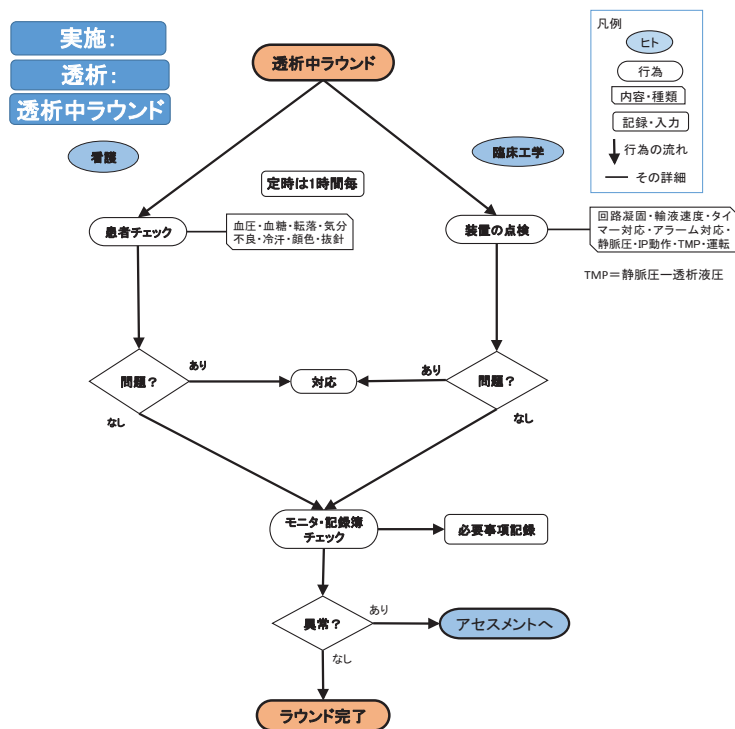 実施：
透析：
透析中ラウンド
透析中ラウンド
凡例
ヒト
行為
内容・種類
記録・入力
行為の流れ
その詳細
看護
臨床工学
定時は1時間毎
患者チェック
血圧・血糖・転落・気分
不良・冷汗・顔色・抜針
装置の点検
回路凝固・輸液速度・タイ
マー対応・アラーム対応・
静脈圧・IP動作・TMP・運転
TMP＝静脈圧ー透析液圧
問題？
あり
対応
あり
問題？
なし
なし
モニタ・記録簿
チェック
必要事項記録
異常？
あり
アセスメントへ
なし
ラウンド完了